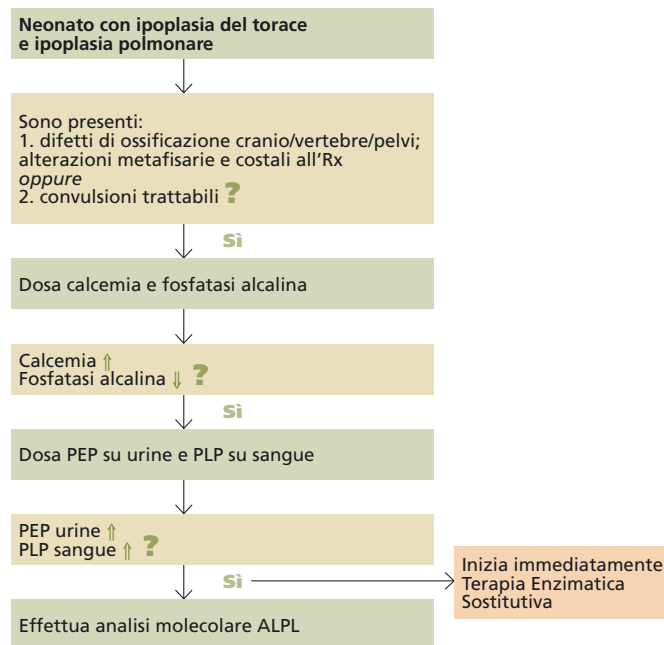 Neonato con ipoplasia del torace
e ipoplasia polmonare
Sono presenti:
1. difetti di ossificazione cranio/vertebre/pelvi;
alterazioni metafisarie e costali all'Rx
oppure
2. convulsioni trattabili ?
Sì
Dosa calcemia e fosfatasi alcalina
Calcemia ⇑
Fosfatasi alcalina ⇓ ?
Sì
Dosa PEP su urine e PLP su sangue
PEP urine ⇑
PLP sangue ⇑ ?
Sì
Inizia immediatamente
Terapia Enzimatica
Sostitutiva
Effettua analisi molecolare ALPL